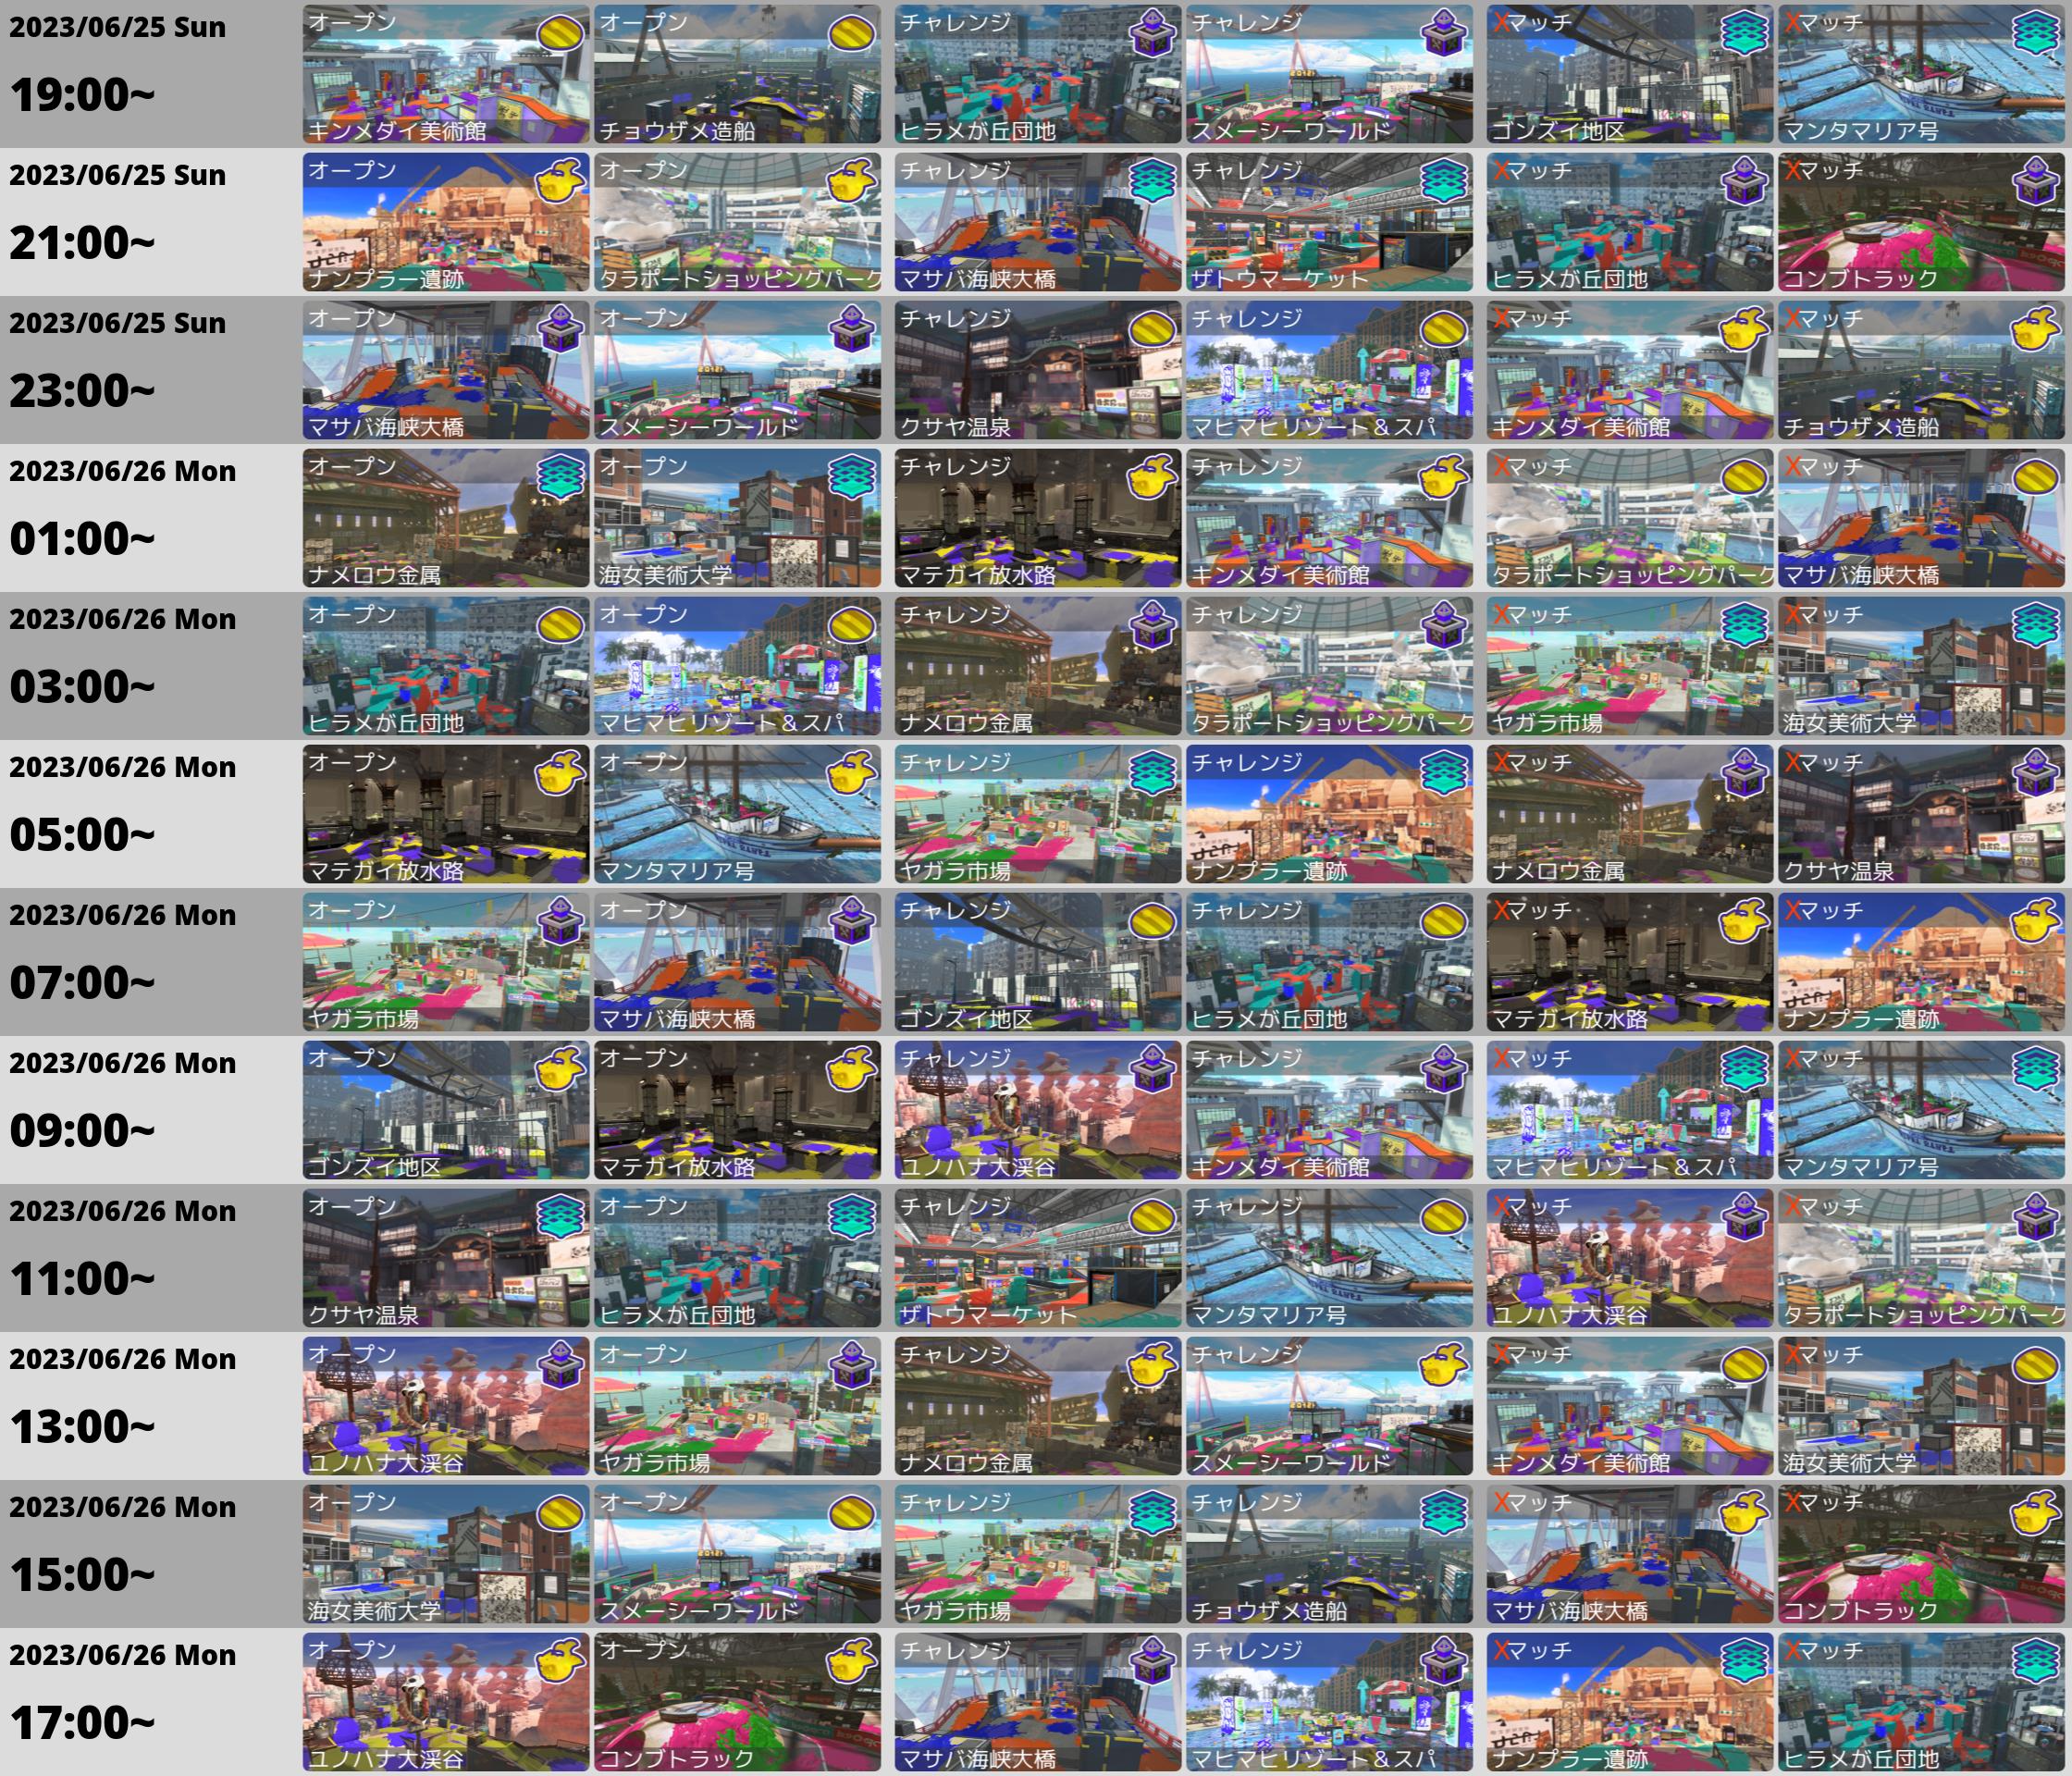 2023/06/25 Sun
19:00~
オープン オープン チャレンジ チャレンジ Xマッチ Xマッチ
キンメダイ美術館 チョウザメ造船 ヒラメが丘団地 スメーシーワールド ゴンズイ地区 マンタマリア号
2023/06/25 Sun
21:00~
オープン オープン チャレンジ チャレンジ Xマッチ Xマッチ
ナンプラー遺跡 タラポートショッピングパーク マサバ海峡大橋 ザトウマーケット ヒラメが丘団地 コンブトラック
2023/06/25 Sun
23:00~
オープン オープン チャレンジ チャレンジ Xマッチ Xマッチ
マサバ海峡大橋 スメーシーワールド クサヤ温泉 マヒマヒリゾート＆スパ キンメダイ美術館 チョウザメ造船
2023/06/26 Mon
01:00~
オープン オープン チャレンジ チャレンジ Xマッチ Xマッチ
ナメロウ金属 海女美術大学 マテガイ放水路 キンメダイ美術館 タラポートショッピングパーク マサバ海峡大橋
2023/06/26 Mon
03:00~
オープン オープン チャレンジ チャレンジ Xマッチ Xマッチ
ヒラメが丘団地 マヒマヒリゾート＆スパ ナメロウ金属 タラポートショッピングパーク ヤガラ市場 海女美術大学
2023/06/26 Mon
05:00~
オープン オープン チャレンジ チャレンジ Xマッチ Xマッチ
マテガイ放水路 マンタマリア号 ヤガラ市場 ナンプラー遺跡 ナメロウ金属 クサヤ温泉
2023/06/26 Mon
07:00~
オープン オープン チャレンジ チャレンジ Xマッチ Xマッチ
ヤガラ市場 マサバ海峡大橋 ゴンズイ地区 ヒラメが丘団地 マテガイ放水路 ナンプラー遺跡
2023/06/26 Mon
09:00~
オープン オープン チャレンジ チャレンジ Xマッチ Xマッチ
ゴンズイ地区 マテガイ放水路 ユノハナ大渓谷 キンメダイ美術館 マヒマヒリゾート＆スパ マンタマリア号
2023/06/26 Mon
11:00~
オープン オープン チャレンジ チャレンジ Xマッチ Xマッチ
クサヤ温泉 ヒラメが丘団地 ザトウマーケット マンタマリア号 ユノハナ大渓谷 タラポートショッピングパーク
2023/06/26 Mon
13:00~
オープン オープン チャレンジ チャレンジ Xマッチ Xマッチ
ユノハナ大渓谷 ヤガラ市場 ナメロウ金属 スメーシーワールド キンメダイ美術館 海女美術大学
2023/06/26 Mon
15:00~
オープン オープン チャレンジ チャレンジ Xマッチ Xマッチ
海女美術大学 スメーシーワールド ヤガラ市場 チョウザメ造船 マサバ海峡大橋 コンブトラック
2023/06/26 Mon
17:00~
オープン オープン チャレンジ チャレンジ Xマッチ Xマッチ
ユノハナ大渓谷 コンブトラック マサバ海峡大橋 マヒマヒリゾート＆スパ ナンプラー遺跡 ヒラメが丘団地